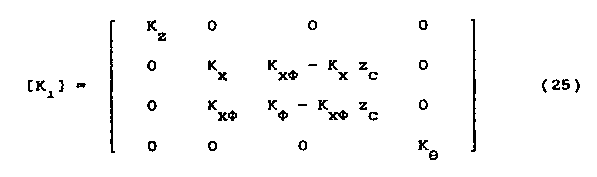 K_z 0 0 0
[K_i} = 0 K_x K_xΦ - K_x z_c 0 (25)
0 K_xΦ K_Φ - K_xΦ z_c 0
0 0 0 K_θ